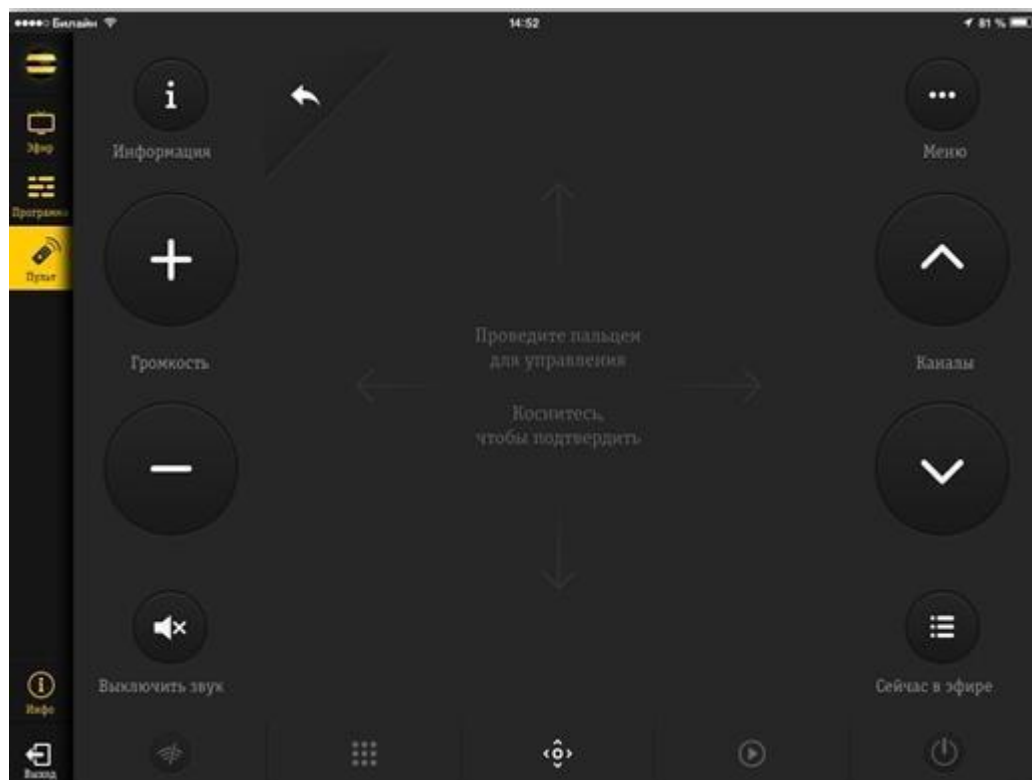 Билайн
14:52
81 %
Эфир
Программа
Пульт
Инфо
Выход
Информация
Громкость
Выключить звук
Проведите пальцем
для управления
Коснитесь,
чтобы подтвердить
Меню
Каналы
Сейчас в эфире